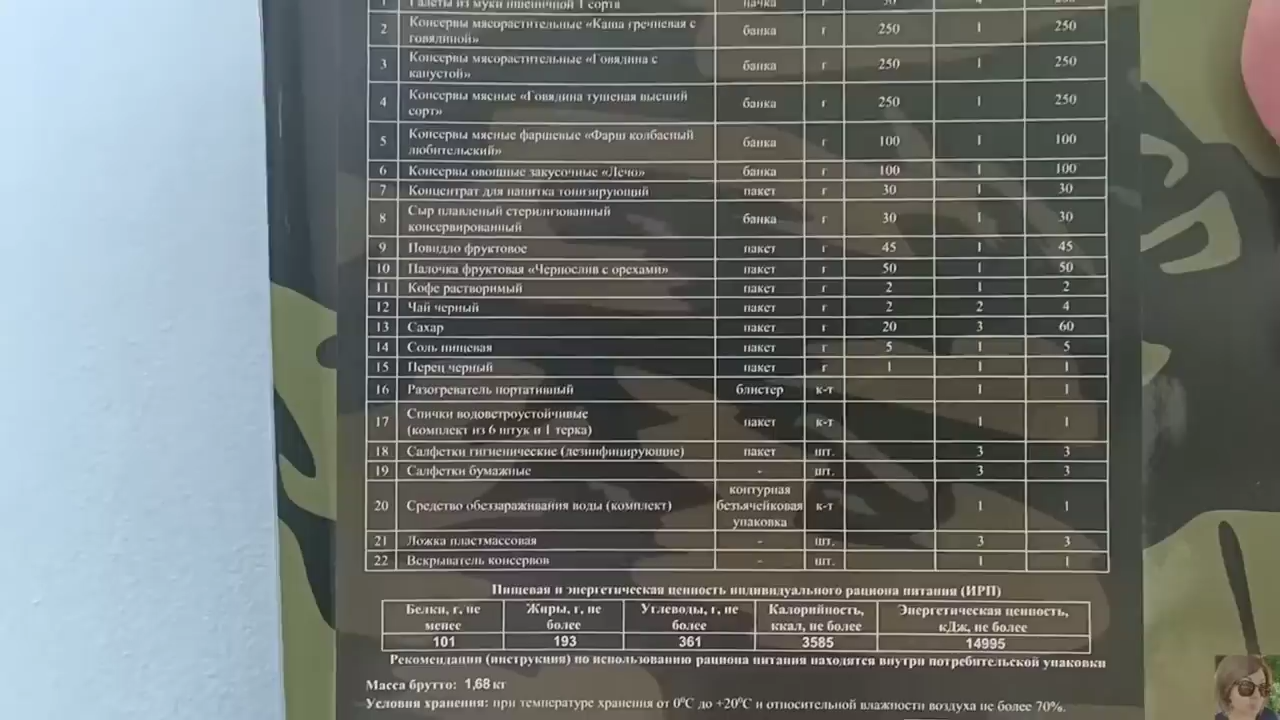 1 Галеты из муки пшеничной 1 сорта пачка г 50 4
2 Консервы мясорастительные «Каша гречневая с говядиной» банка г 250 1 250
3 Консервы мясорастительные «Говядина с капустой» банка г 250 1 250
4 Консервы мясные «Говядина тушеная высший сорт» банка г 250 1 250
5 Консервы мясные фаршевые «Фарш колбасный любительский» банка г 100 1 100
6 Консервы овощные закусочные «Лечо» банка г 100 1 100
7 Концентрат для напитка тонизирующий пакет г 30 1 30
8 Сыр плавленый стерилизованный консервированный банка г 30 1 30
9 Повидло фруктовое пакет г 45 1 45
10 Палочка фруктовая «Чернослив с орехами» пакет г 50 1 50
11 Кофе растворимый пакет г 2 1 2
12 Чай черный пакет г 2 2 4
13 Сахар пакет г 20 3 60
14 Соль пищевая пакет г 5 1 5
15 Перец черный пакет г 1 1 1
16 Разогреватель портативный блистер к-т 1 1
17 Спички водоветроустойчивые (комплект из 6 штук и 1 терка) пакет к-т 1 1
18 Салфетки гигиенические (дезинфицирующие) пакет шт. 3 3
19 Салфетки бумажные - шт. 3 3
20 Средство обеззараживания воды (комплект) контурная безъячейковая упаковка к-т 1 1
21 Ложка пластмассовая - шт. 3 3
22 Вскрыватель консервов - шт. 1 1
Пищевая и энергетическая ценность индивидуального рациона питания (ИРП)
Белки, г, не менее Жиры, г, не более Углеводы, г, не более Калорийность, ккал, не более Энергетическая ценность, кДж, не более
101 193 361 3585 14995
Рекомендации (инструкция) по использованию рациона питания находятся внутри потребительской упаковки
Масса брутто: 1,68 кг
Условия хранения: при температуре хранения от 0⁰С до +20⁰С и относительной влажности воздуха не более 70%.